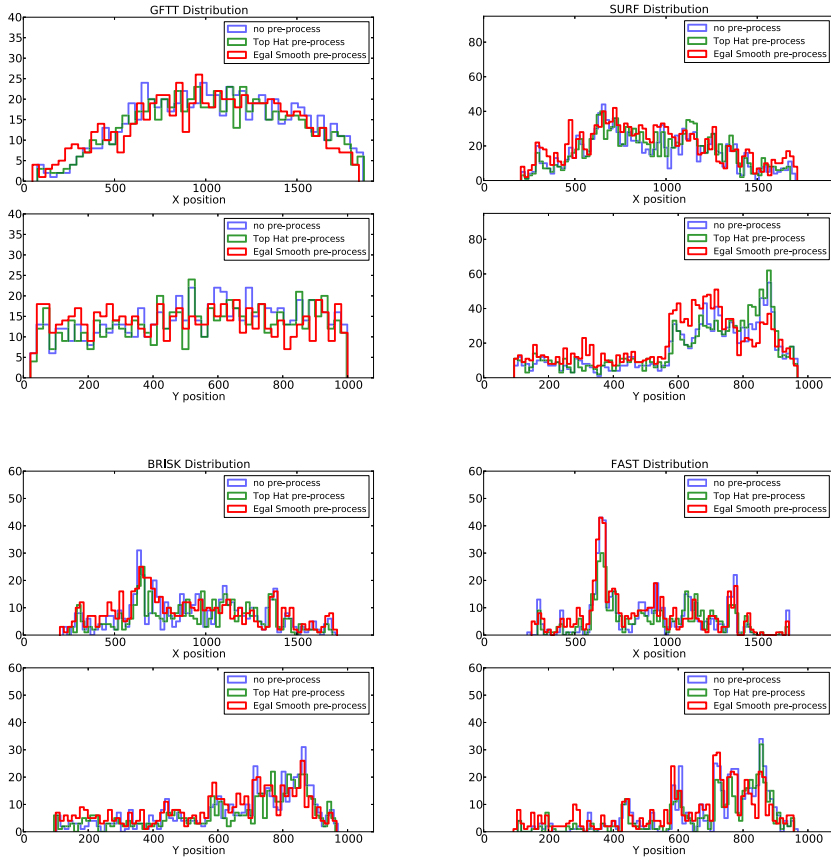 GFTT Distribution
40
35
30
25
20
15
10
5
0
no pre-process
Top Hat pre-process
Egal Smooth pre-process
500 1000 1500
X position
40
35
30
25
20
15
10
5
0
no pre-process
Top Hat pre-process
Egal Smooth pre-process
0 200 400 600 800 1000
Y position
SURF Distribution
80
60
40
20
0
no pre-process
Top Hat pre-process
Egal Smooth pre-process
0 500 1000 1500
X position
80
60
40
20
0
no pre-process
Top Hat pre-process
Egal Smooth pre-process
0 200 400 600 800 1000
Y position
BRISK Distribution
60
50
40
30
20
10
0
no pre-process
Top Hat pre-process
Egal Smooth pre-process
0 500 1000 1500
X position
60
50
40
30
20
10
0
no pre-process
Top Hat pre-process
Egal Smooth pre-process
0 200 400 600 800 1000
Y position
FAST Distribution
60
50
40
30
20
10
0
no pre-process
Top Hat pre-process
Egal Smooth pre-process
0 500 1000 1500
X position
60
50
40
30
20
10
0
no pre-process
Top Hat pre-process
Egal Smooth pre-process
0 200 400 600 800 1000
Y position